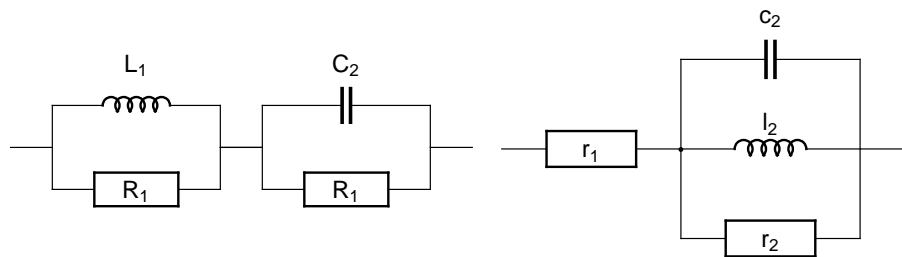 L₁
R₁
C₂
R₁
r₁
c₂
l₂
r₂